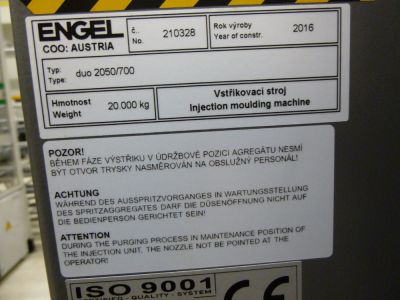 ENGEL
COO: AUSTRIA
č.
No.
210328
Rok výroby
Year of constr.
2016
Typ:
Type:
duo 2050/700
Hmotnost
Weight
20.000 kg
Vstřikovací stroj
Injection moulding machine
POZOR!
BĚHEM FÁZE VÝSTŘIKU V ÚDRŽBOVÉ POZICI AGREGÁTU NESMÍ
BÝT OTVOR TRYSKY NASMĚROVÁN NA OBSLUŽNÝ PERSONÁL!
ACHTUNG
WÄHREND DES AUSSPRITZVORGANGES IN WARTUNGSSTELLUNG
DES SPRITZAGGREGATES DARF DIE DÜSENÖFFNUNG NICHT AUF
DIE BEDIENPERSON GERICHTET SEIN!
ATTENTION
DURING THE PURGING PROCESS IN MAINTENANCE POSITION OF
THE INJECTION UNIT, THE NOZZLE NOT BE POINTED AT THE
OPERATOR!
ISO 9001
QUALITY - SYSTEM
CE